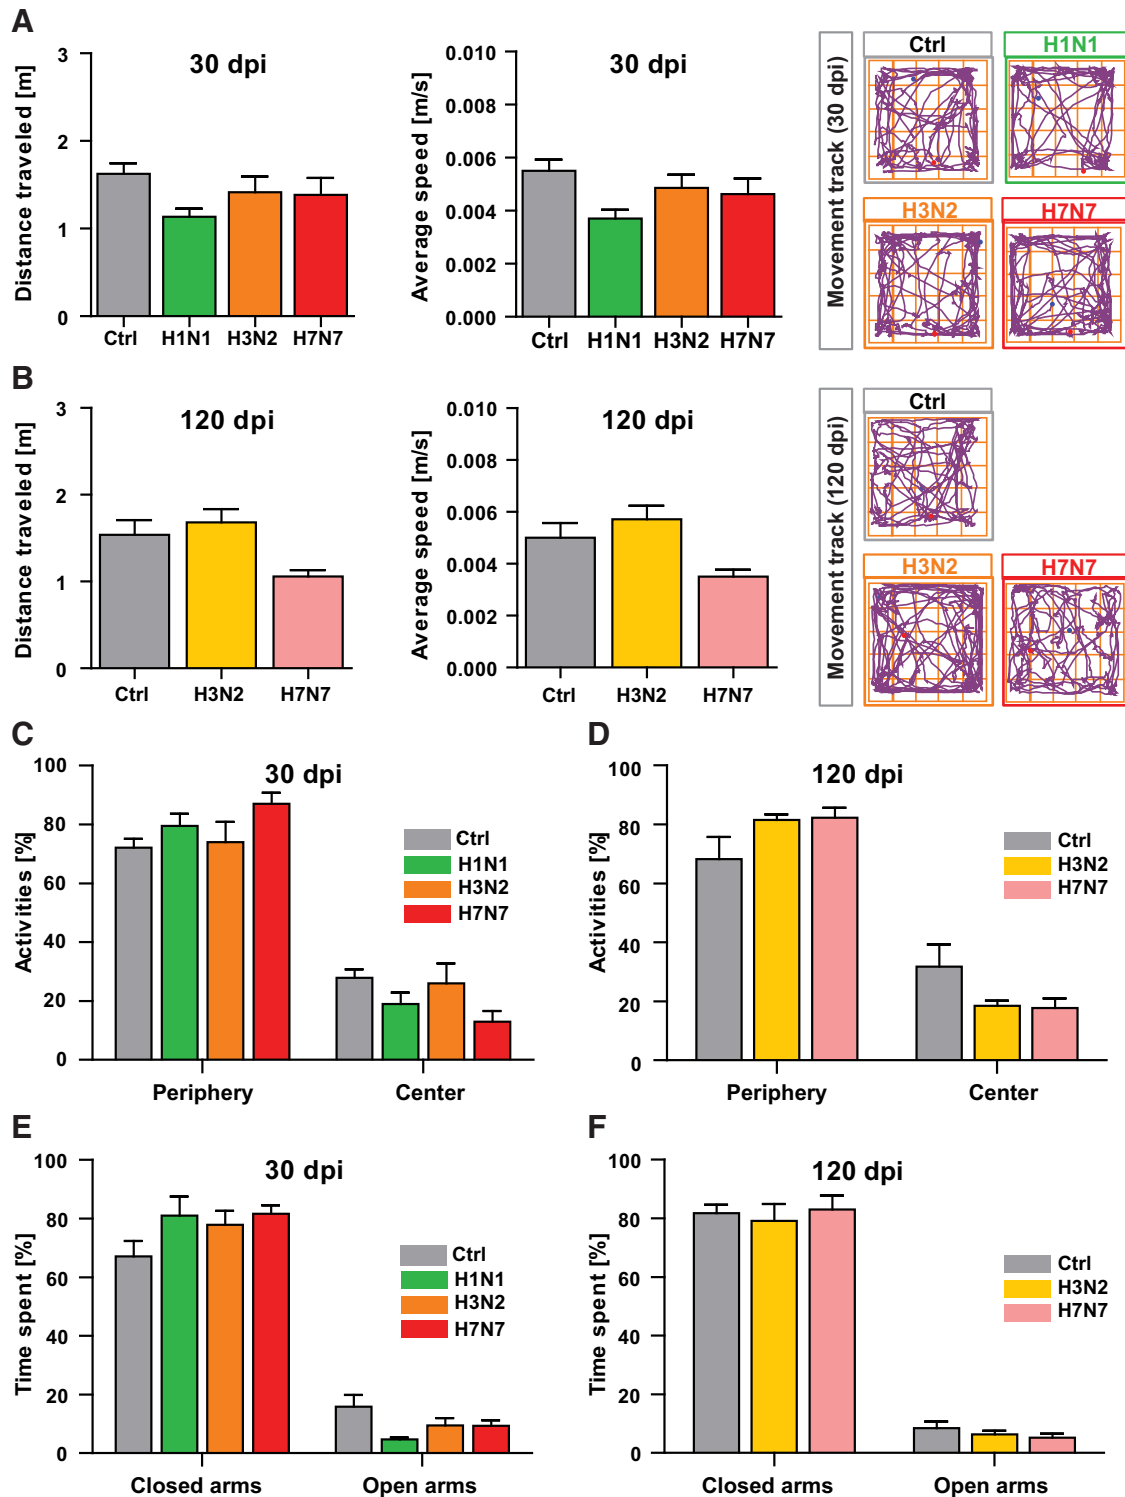 A
Distance traveled [m]
3
2
1
0
30 dpi
Ctrl H1N1 H3N2 H7N7
Average speed [m/s]
0.010
0.008
0.006
0.004
0.002
0.000
30 dpi
Ctrl H1N1 H3N2 H7N7
Movement track (30 dpi)
Ctrl H1N1
H3N2 H7N7
B
Distance traveled [m]
3
2
1
0
120 dpi
Ctrl H3N2 H7N7
Average speed [m/s]
0.010
0.008
0.006
0.004
0.002
0.000
120 dpi
Ctrl H3N2 H7N7
Movement track (120 dpi)
Ctrl
H3N2 H7N7
C
Activities [%]
100
80
60
40
20
0
30 dpi
Ctrl
H1N1
H3N2
H7N7
Periphery Center
D
Activities [%]
100
80
60
40
20
0
120 dpi
Ctrl
H3N2
H7N7
Periphery Center
E
Time spent [%]
100
80
60
40
20
0
30 dpi
Ctrl
H1N1
H3N2
H7N7
Closed arms Open arms
F
Time spent [%]
100
80
60
40
20
0
120 dpi
Ctrl
H3N2
H7N7
Closed arms Open arms